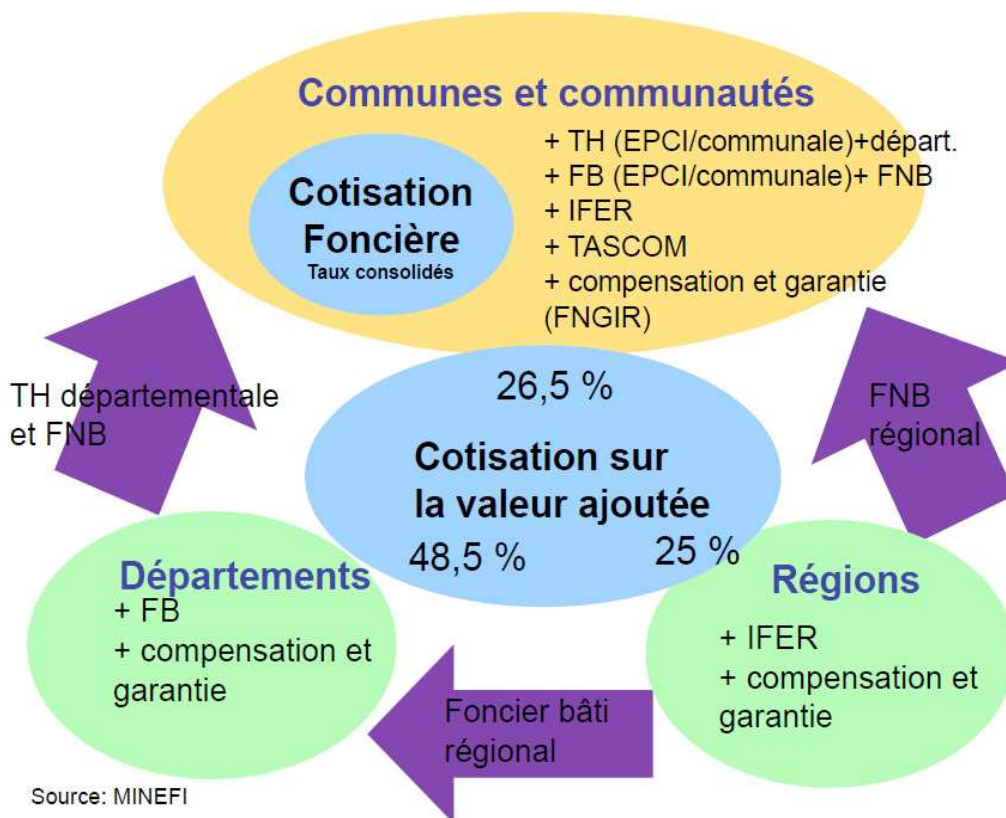 Communes et communautés
Cotisation
Foncière
Taux consolidés
+ TH (EPCI/communale)+départ.
+ FB (EPCI/communale)+ FNB
+ IFER
+ TASCOM
+ compensation et garantie
(FNGIR)
TH départementale
et FNB
FNB
régional
26,5 %
Cotisation sur
la valeur ajoutée
48,5 %
25 %
Départements
+ FB
+ compensation et
garantie
Régions
+ IFER
+ compensation et
garantie
Foncier bâti
régional
Source: MINEFI